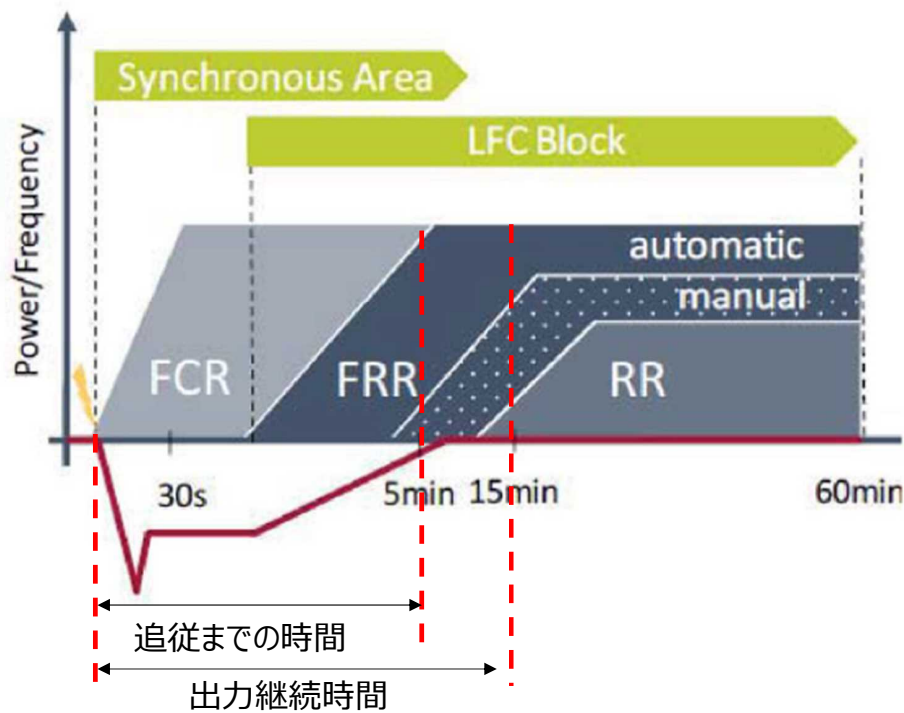 Synchronous Area
LFC Block
Power/Frequency
automatic
manual
FCR
FRR
RR
30s
5min
15min
60min
追従までの時間
出力継続時間